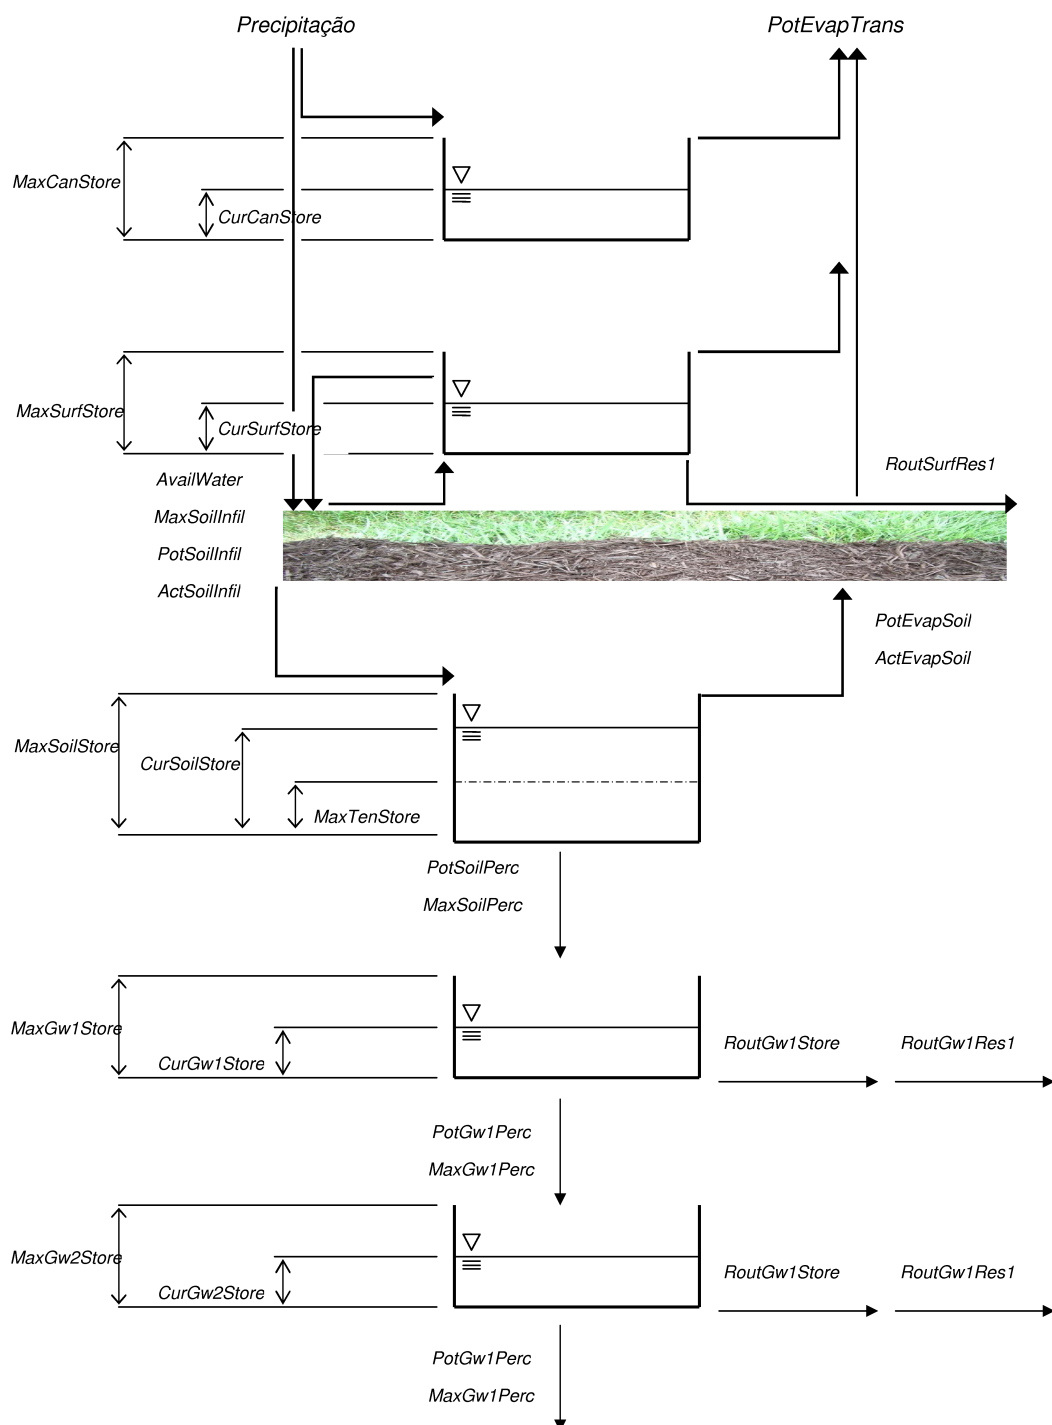 Precipitação
PotEvapTrans
MaxCanStore
CurCanStore
MaxSurfStore
CurSurfStore
AvailWater
RoutSurfRes1
MaxSoilInfil
PotSoilInfil
ActSoilInfil
PotEvapSoil
ActEvapSoil
MaxSoilStore
CurSoilStore
MaxTenStore
PotSoilPerc
MaxSoilPerc
MaxGw1Store
CurGw1Store
RoutGw1Store
RoutGw1Res1
PotGw1Perc
MaxGw1Perc
MaxGw2Store
CurGw2Store
RoutGw1Store
RoutGw1Res1
PotGw1Perc
MaxGw1Perc